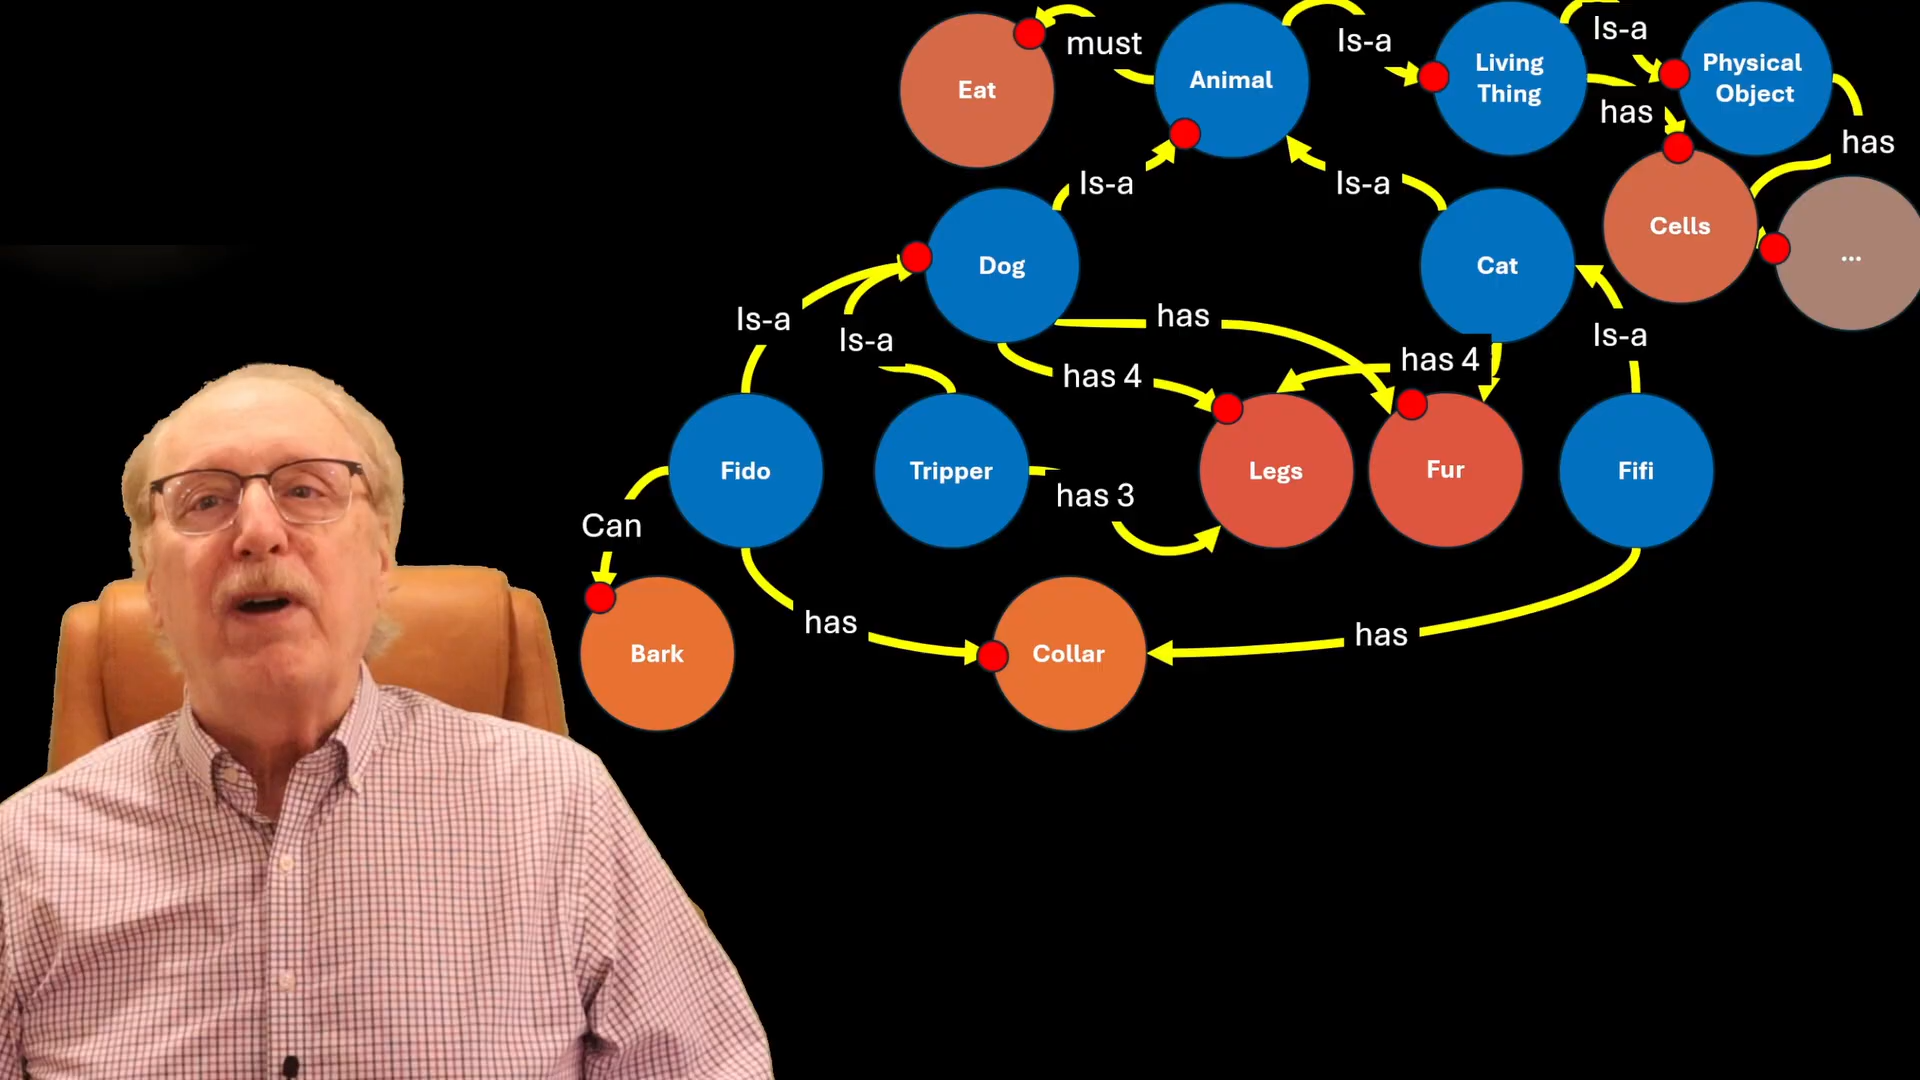 Eat
must
Animal
Is-a
Living
Thing
Is-a
Physical
Object
has
has
Is-a
Is-a
Cells
...
Dog
Cat
Is-a
Is-a
has
has 4
has 4
Is-a
Fido
Tripper
has 3
Legs
Fur
Fifi
Can
Bark
has
Collar
has